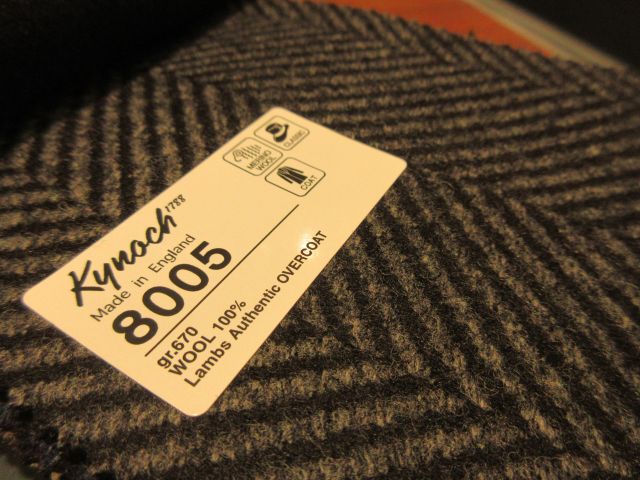 MERINO
WOOL
CLASSIC
COAT
Kynoch 1788
Made in England
8005
gr.670
WOOL 100%
Lambs Authentic OVERCOAT